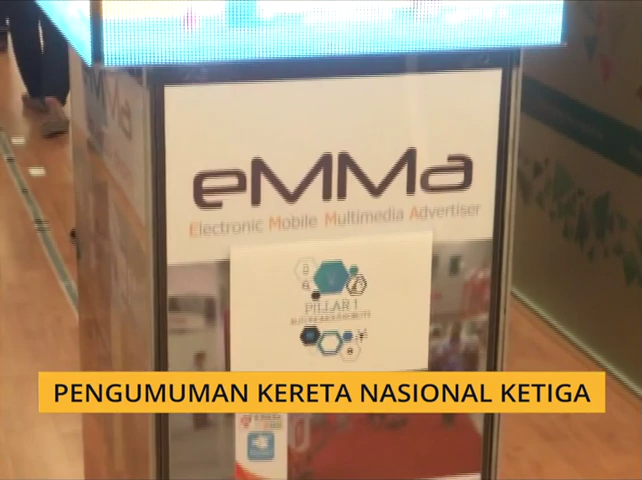 eMMa
Electronic Mobile Multimedia Advertiser
PILLAR 1
PENGUMUMAN KERETA NASIONAL KETIGA